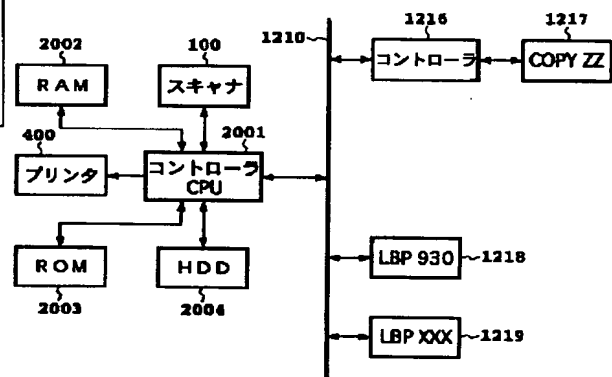 2002
100
1210
1216
1217
RAM
スキャナ
コントローラ
COPY ZZ
400
2001
プリンタ
コントローラ
CPU
ROM
HDD
LBP 930
1218
2003
2004
LBP XXX
1219